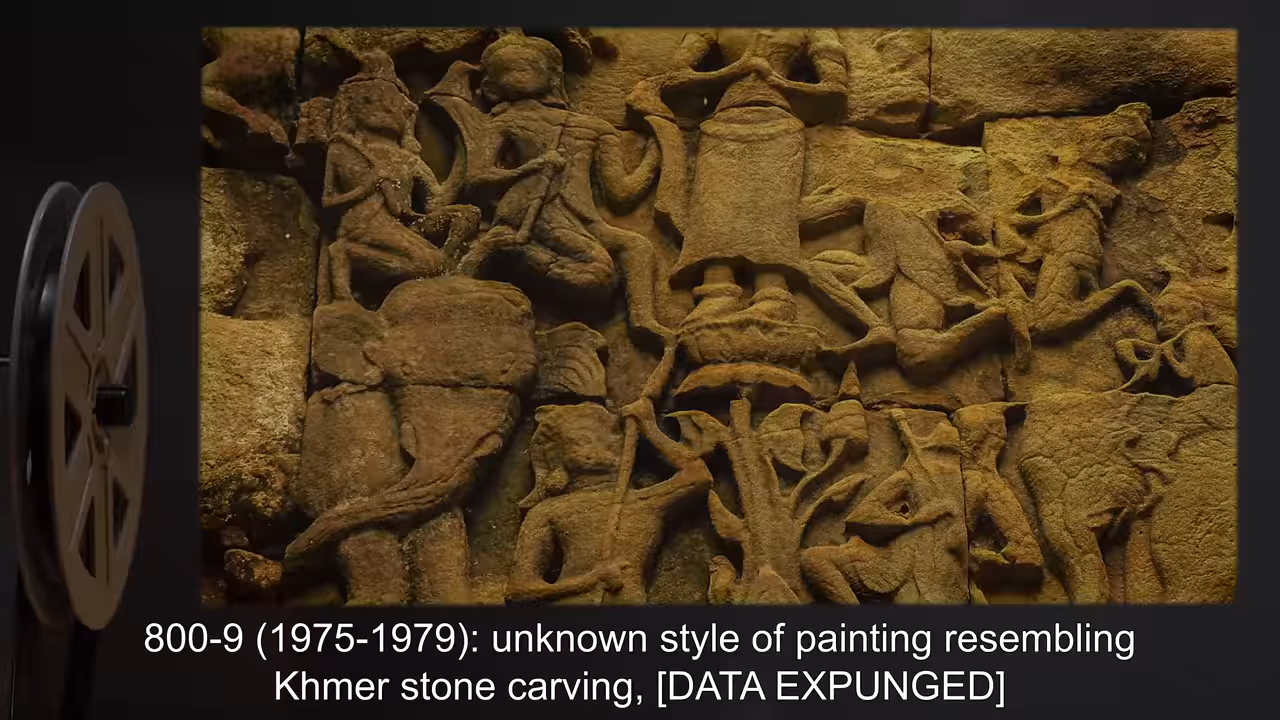 800-9 (1975-1979): unknown style of painting resembling
Khmer stone carving, [DATA EXPUNGED]